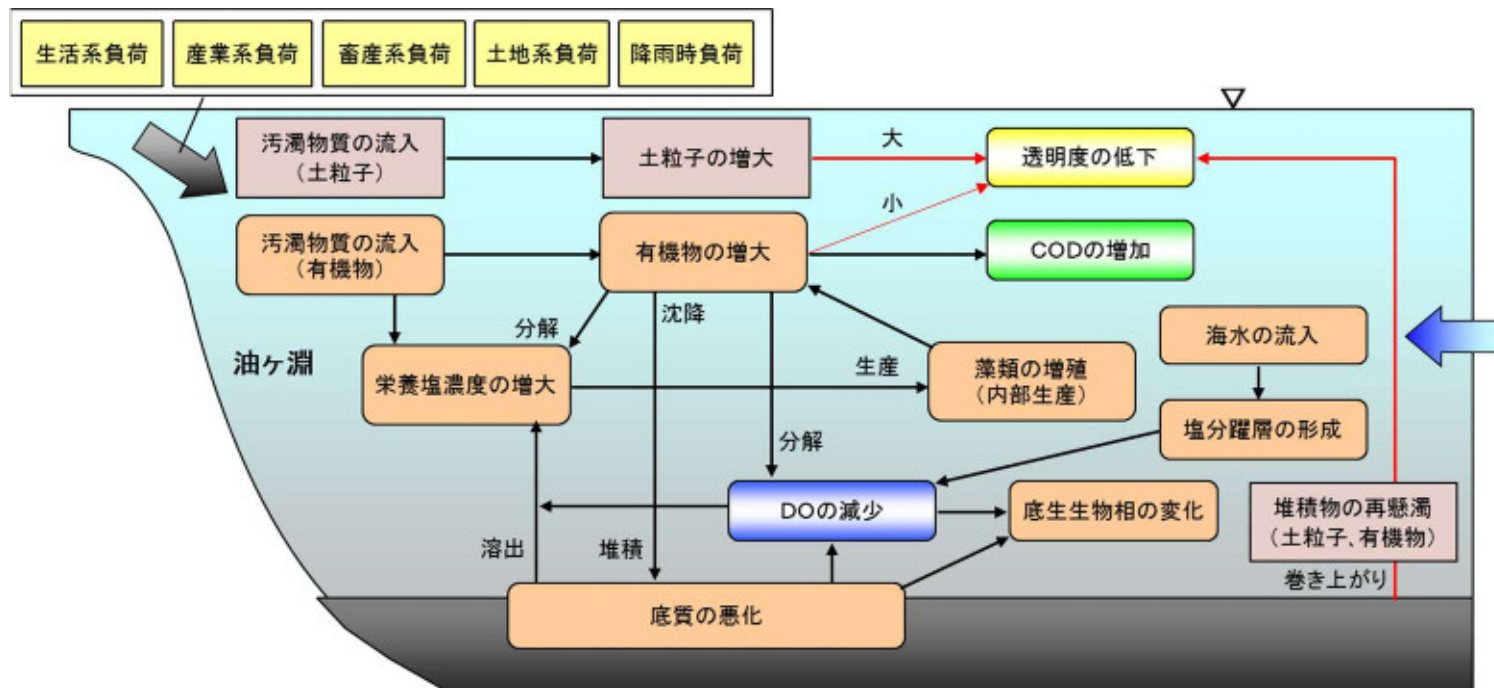 生活系負荷
産業系負荷
畜産系負荷
土地系負荷
降雨時負荷
汚濁物質の流入
(土粒子)
土粒子の増大
大
透明度の低下
小
汚濁物質の流入
(有機物)
有機物の増大
CODの増加
分解
沈降
海水の流入
油ヶ淵
栄養塩濃度の増大
生産
藻類の増殖
(内部生産)
塩分躍層の形成
分解
DOの減少
底生生物相の変化
堆積物の再懸濁
(土粒子、有機物)
溶出
堆積
巻き上がり
底質の悪化